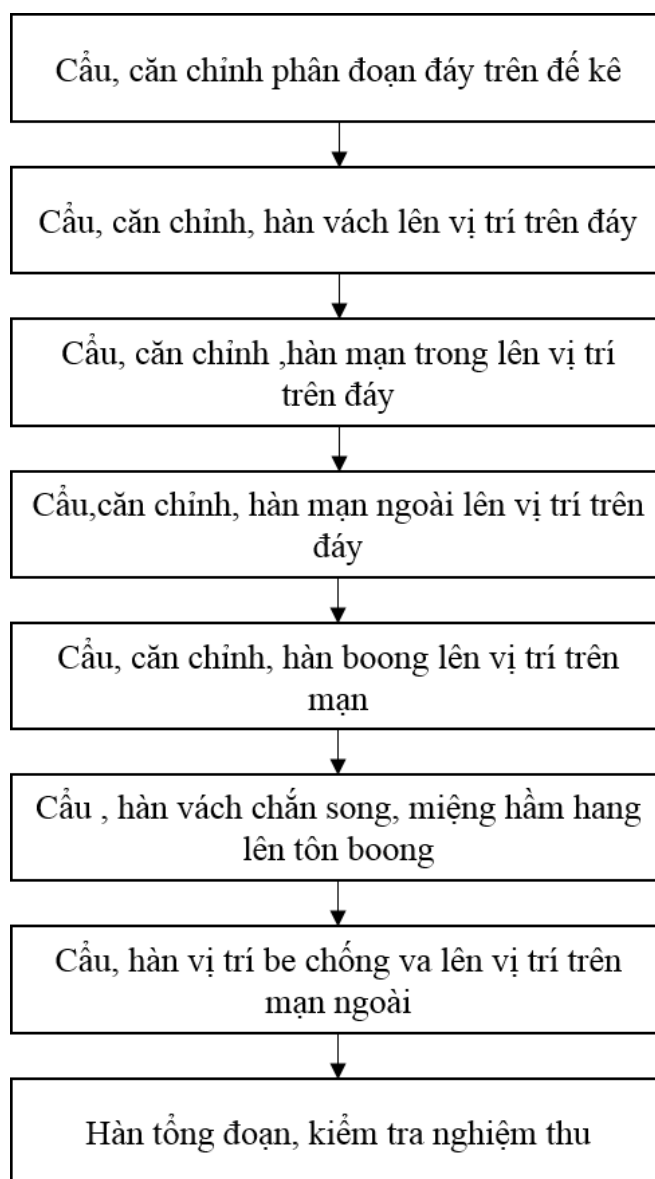 Cẩu, căn chỉnh phân đoạn đáy trên đế kê
Cẩu, căn chỉnh, hàn vách lên vị trí trên đáy
Cẩu, căn chỉnh ,hàn mạn trong lên vị trí
trên đáy
Cẩu,căn chỉnh, hàn mạn ngoài lên vị trí trên
đáy
Cẩu, căn chỉnh, hàn boong lên vị trí trên
mạn
Cẩu , hàn vách chắn song, miệng hầm hang
lên tôn boong
Cẩu, hàn vị trí be chống va lên vị trí trên
mạn ngoài
Hàn tổng đoạn, kiểm tra nghiệm thu